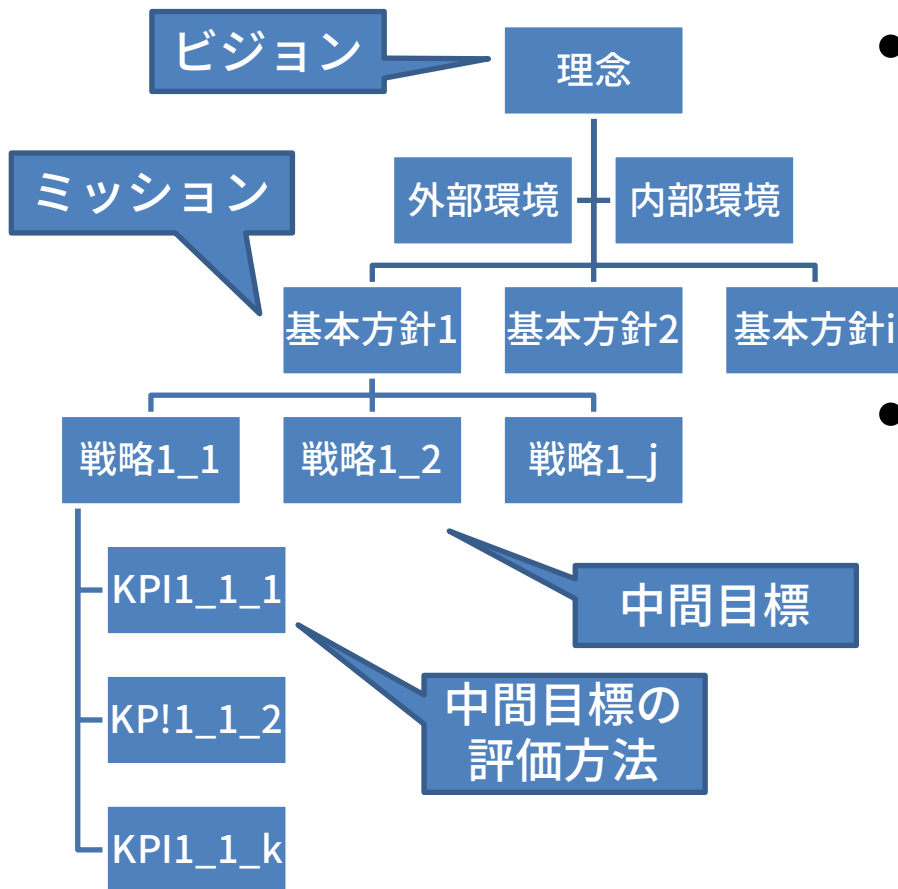 ビジョン
理念
ミッション
外部環境
内部環境
基本方針1
基本方針2
基本方針i
戦略1_1
戦略1_2
戦略1_j
KPI1_1_1
中間目標
KP!1_1_2
中間目標の
評価方法
KPI1_1_k